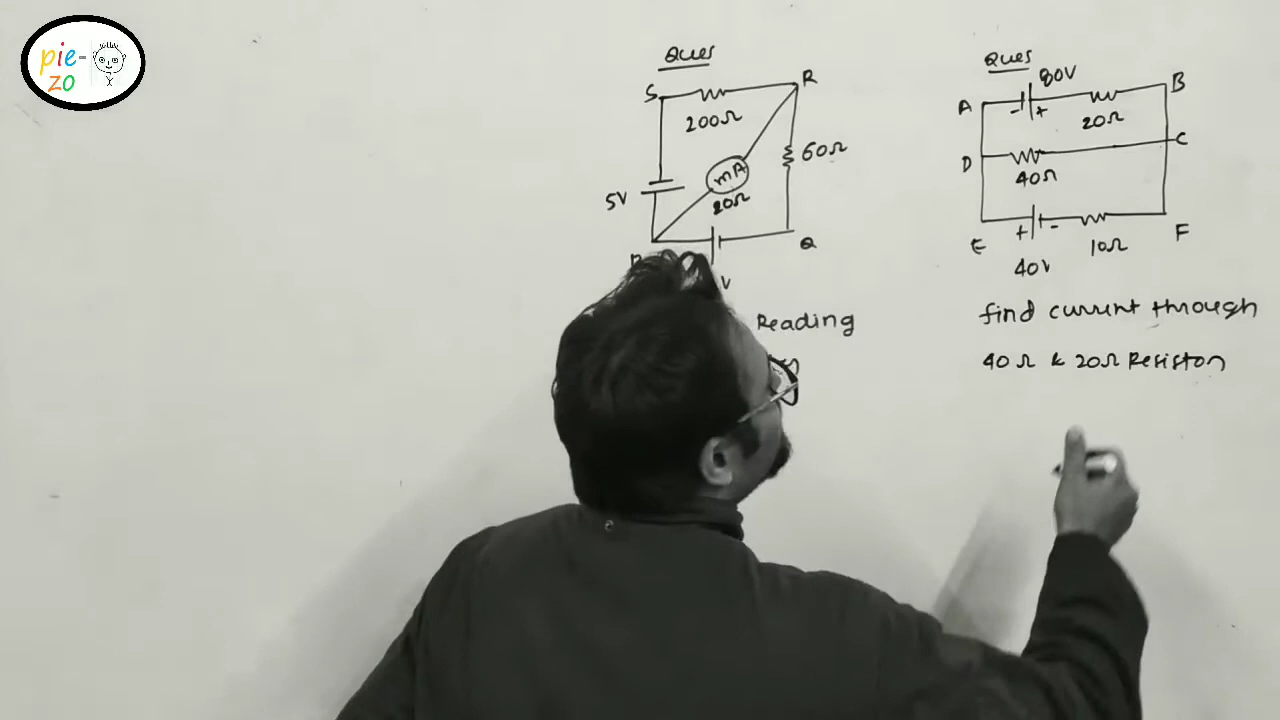 pie-
zo
Ques
S
R
200Ω
60Ω
5V
mA
20Ω
Q
V
Reading
Ques
80V
A
B
- +
20Ω
D
C
40Ω
E
+ -
10Ω
F
40V
find current through
40Ω & 20Ω Resistor